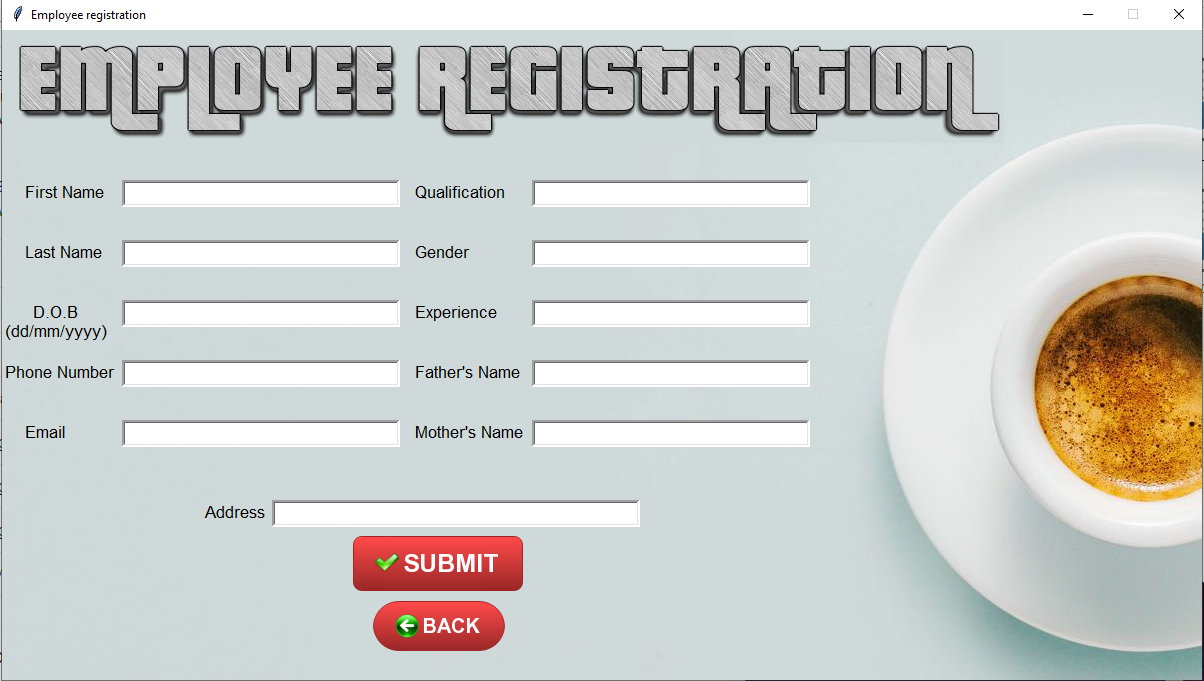 Employee registration
EMPLOYEE REGISTRATION
First Name
Qualification
Last Name
Gender
D.O.B
(dd/mm/yyyy)
Experience
Phone Number
Father's Name
Email
Mother's Name
Address
SUBMIT
BACK